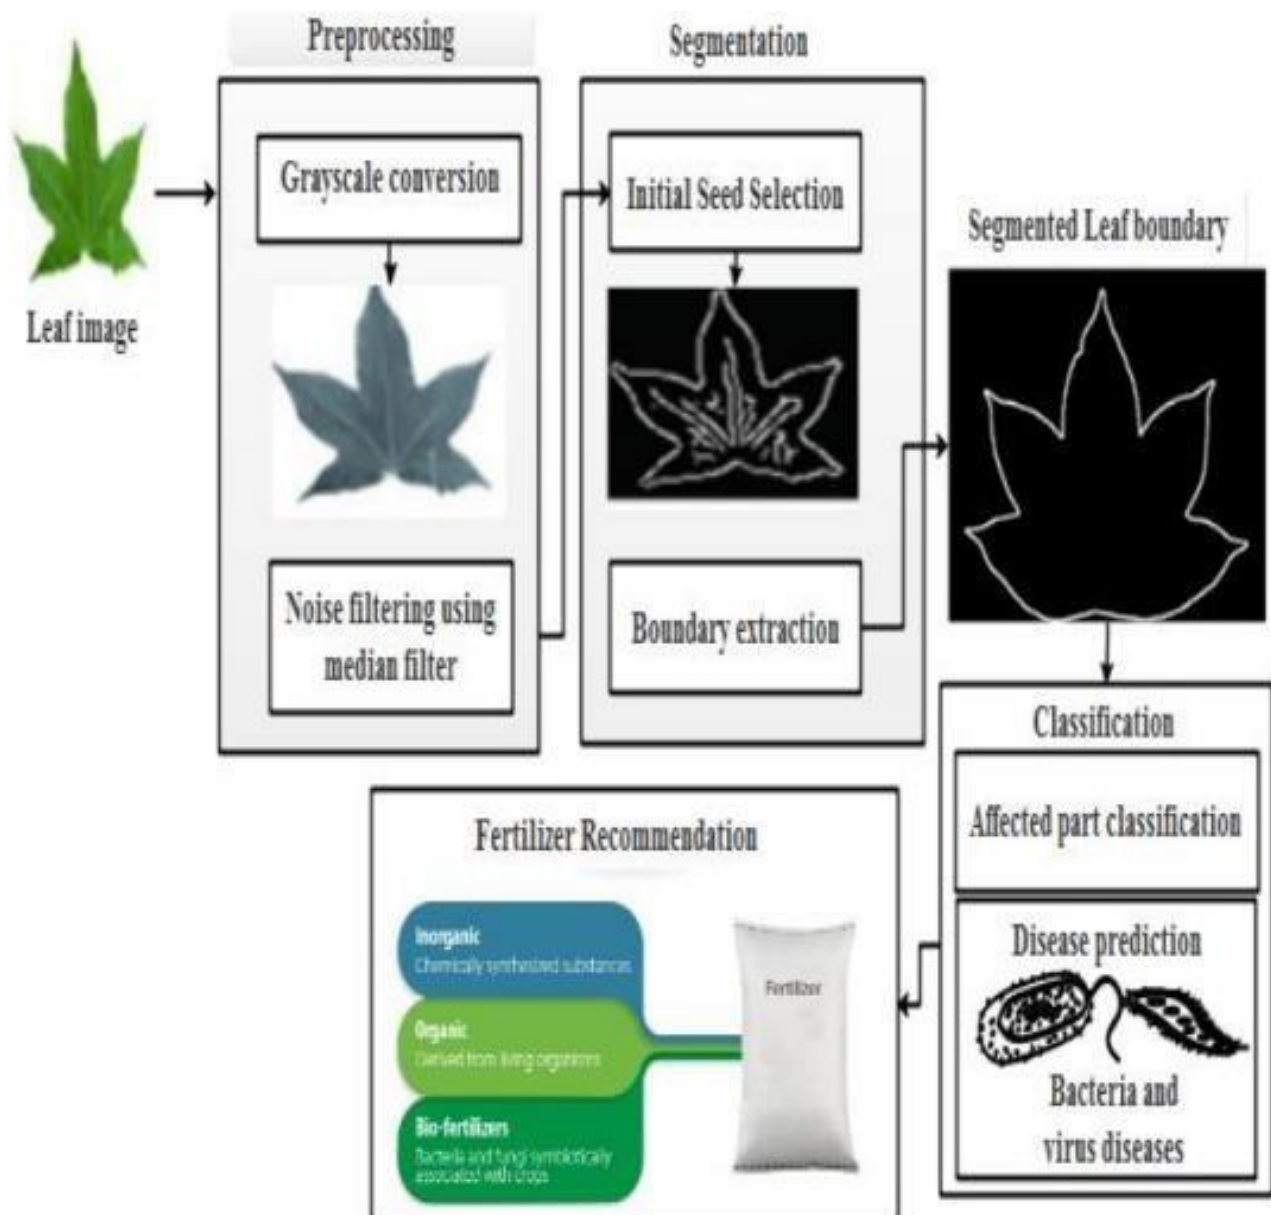 Preprocessing
Segmentation
Grayscale conversion
Initial Seed Selection
Segmented Leaf boundary
Leaf image
Noise filtering using
median filter
Boundary extraction
Classification
Affected part classification
Disease prediction
Bacteria and
virus diseases
Fertilizer Recommendation
Inorganic
Chemically synthesized substances
Organic
Derived from living organisms
Bio-fertilizers
Bacteria and fungi symbiotically
associated with crops
Fertilizer